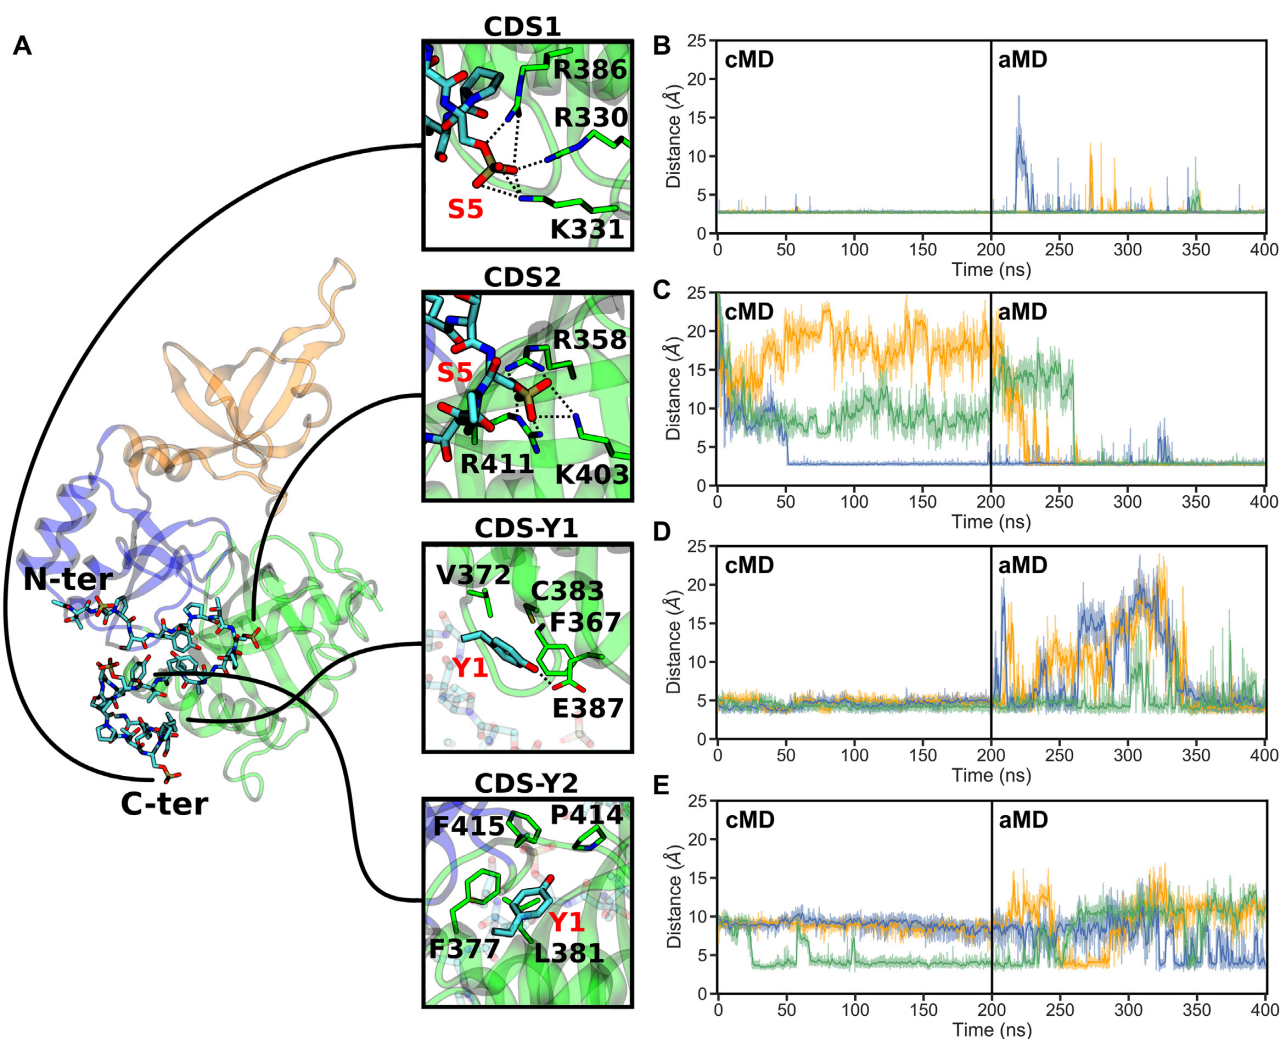 A
CDS1
R386
R330
S5
K331
CDS2
R358
S5
R411
K403
CDS-Y1
V372
C383
F367
Y1
E387
CDS-Y2
F415
P414
Y1
F377
L381
N-ter
C-ter
B
cMD
aMD
Distance (Å)
25
20
15
10
5
0
0 50 100 150 200 250 300 350 400
Time (ns)
C
cMD
aMD
Distance (Å)
25
20
15
10
5
0
0 50 100 150 200 250 300 350 400
Time (ns)
D
cMD
aMD
Distance (Å)
25
20
15
10
5
0
0 50 100 150 200 250 300 350 400
Time (ns)
E
cMD
aMD
Distance (Å)
25
20
15
10
5
0
0 50 100 150 200 250 300 350 400
Time (ns)